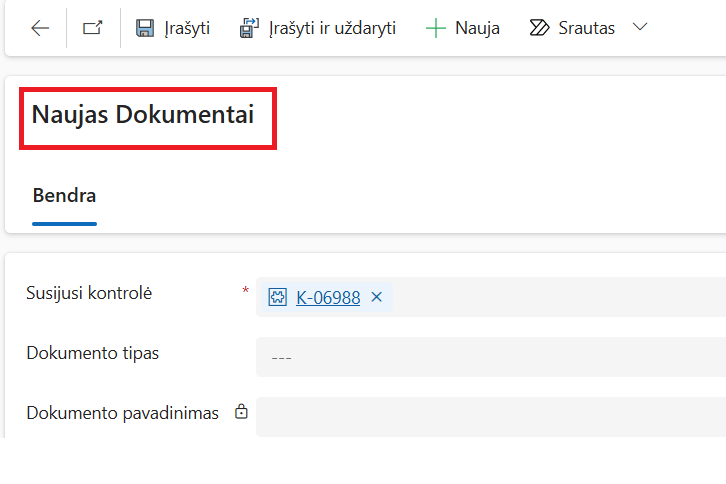 Įrašyti Įrašyti ir uždaryti Nauja Srautas
Naujas Dokumentai
Bendra
Susijusi kontrolė * K-06988
Dokumento tipas ---
Dokumento pavadinimas